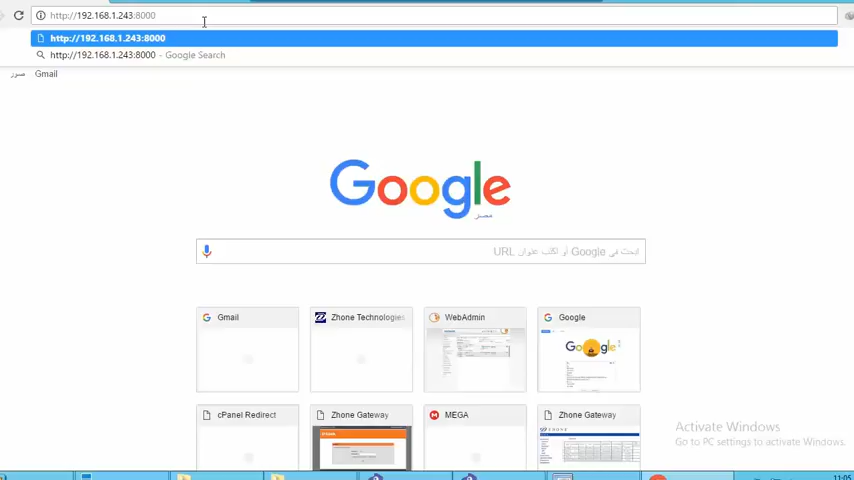 http://192.168.1.243:8000
http://192.168.1.243:8000
http://192.168.1.243:8000 - Google Search
صور Gmail
Google
مصر
ابحث في Google أو اكتب عنوان URL
Gmail
Zhone Technologies
WebAdmin
Google
cPanel Redirect
Zhone Gateway
MEGA
Zhone Gateway
Activate Windows
Go to PC settings to activate Windows.
11:05